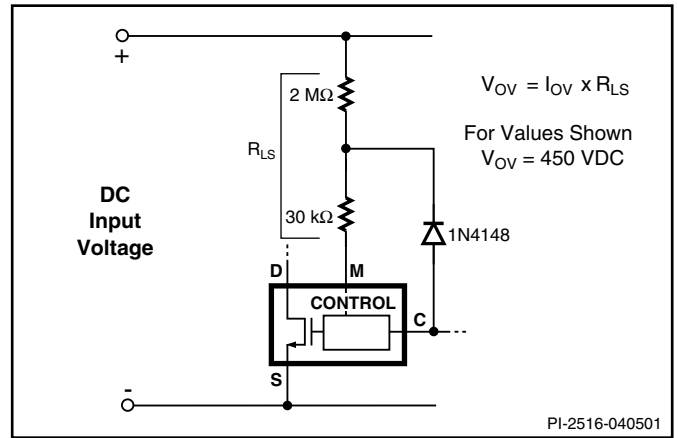 +
2 MΩ
R_LS
30 kΩ
V_OV = I_OV x R_LS
For Values Shown
V_OV = 450 VDC
DC
Input
Voltage
1N4148
D
M
CONTROL
C
S
-
PI-2516-040501